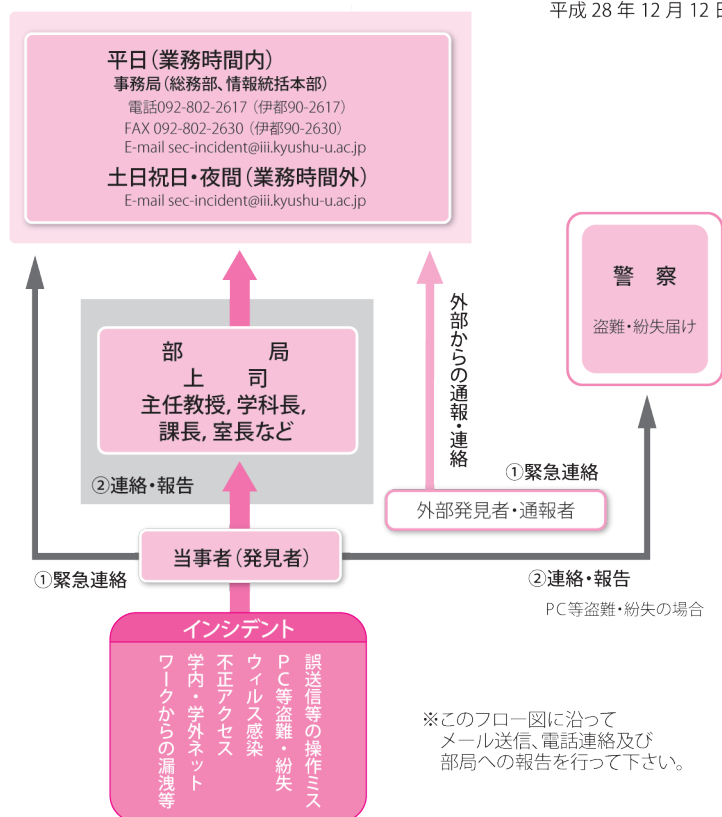 平成 28 年 12 月 12 日
平日(業務時間内)
事務局(総務部、情報統括本部)
電話092-802-2617(伊都90-2617)
FAX 092-802-2630(伊都90-2630)
E-mail sec-incident@iii.kyushu-u.ac.jp
土日祝日・夜間(業務時間外)
E-mail sec-incident@iii.kyushu-u.ac.jp
警 察
盗難・紛失届け
外部からの通報・連絡
部 局
上 司
主任教授, 学科長,
課長, 室長など
②連絡・報告
①緊急連絡
外部発見者・通報者
当事者(発見者)
①緊急連絡
②連絡・報告
PC等盗難・紛失の場合
インシデント
誤送信等の操作ミス
PC等盗難・紛失
ウィルス感染
不正アクセス
学内・学外ネット
ワークからの漏洩等
※このフロー図に沿って
メール送信、電話連絡及び
部局への報告を行って下さい。